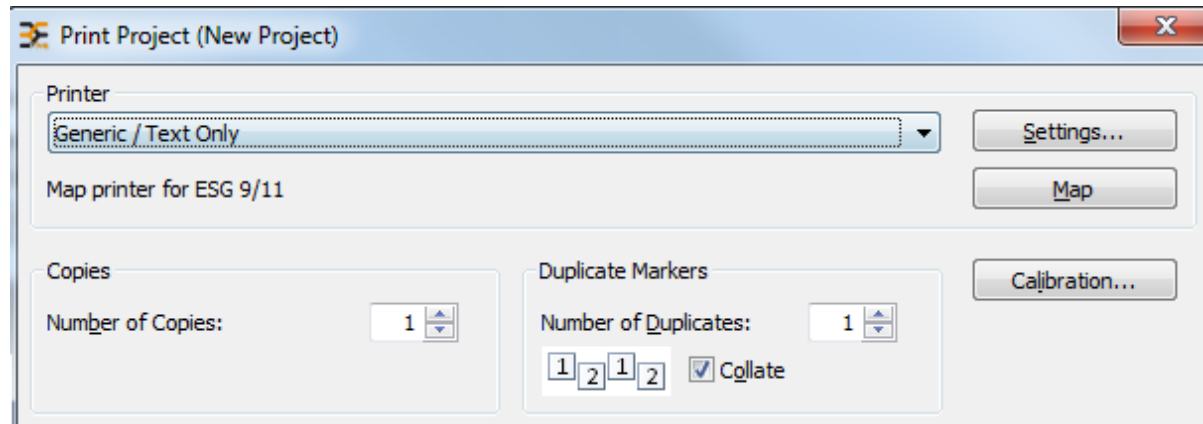 Print Project (New Project)
Printer
Generic / Text Only
Settings...
Map printer for ESG 9/11
Map
Copies
Number of Copies: 1
Duplicate Markers
Number of Duplicates: 1
1 2 1 2 Collate
Calibration...